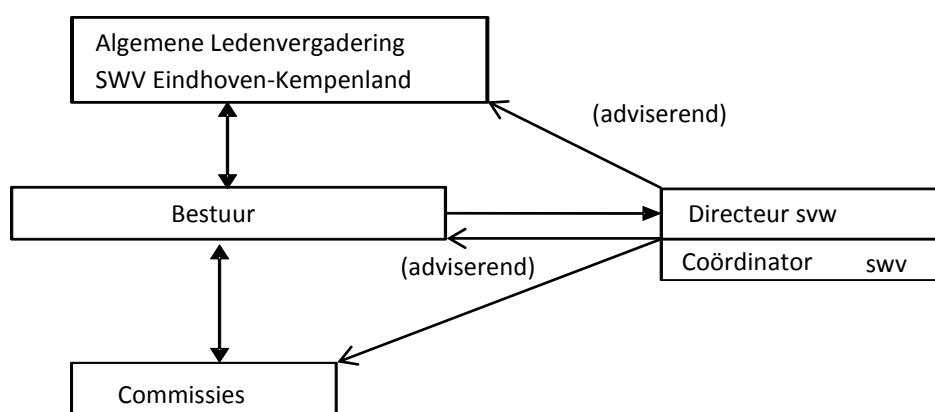 Algemene Ledenvergadering
SWV Eindhoven-Kempenland
(adviserend)
Bestuur
Directeur svw
(adviserend)
Coördinator swv
Commissies